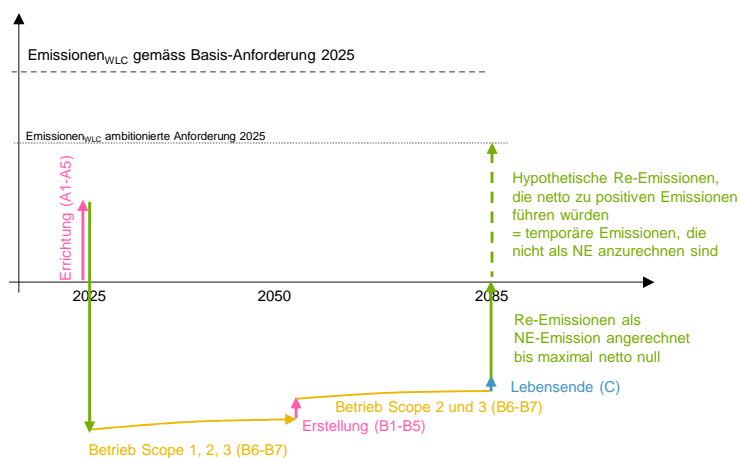 Emissionen_WLC gemäss Basis-Anforderung 2025
Emissionen_WLC ambitionierte Anforderung 2025
Errichtung (A1-A5)
Hypothetische Re-Emissionen,
die netto zu positiven Emissionen
führen würden
= temporäre Emissionen, die
nicht als NE anzurechnen sind
2025
2050
2085
Re-Emissionen als
NE-Emission angerechnet
bis maximal netto null
Lebensende (C)
Betrieb Scope 2 und 3 (B6-B7)
Erstellung (B1-B5)
Betrieb Scope 1, 2, 3 (B6-B7)